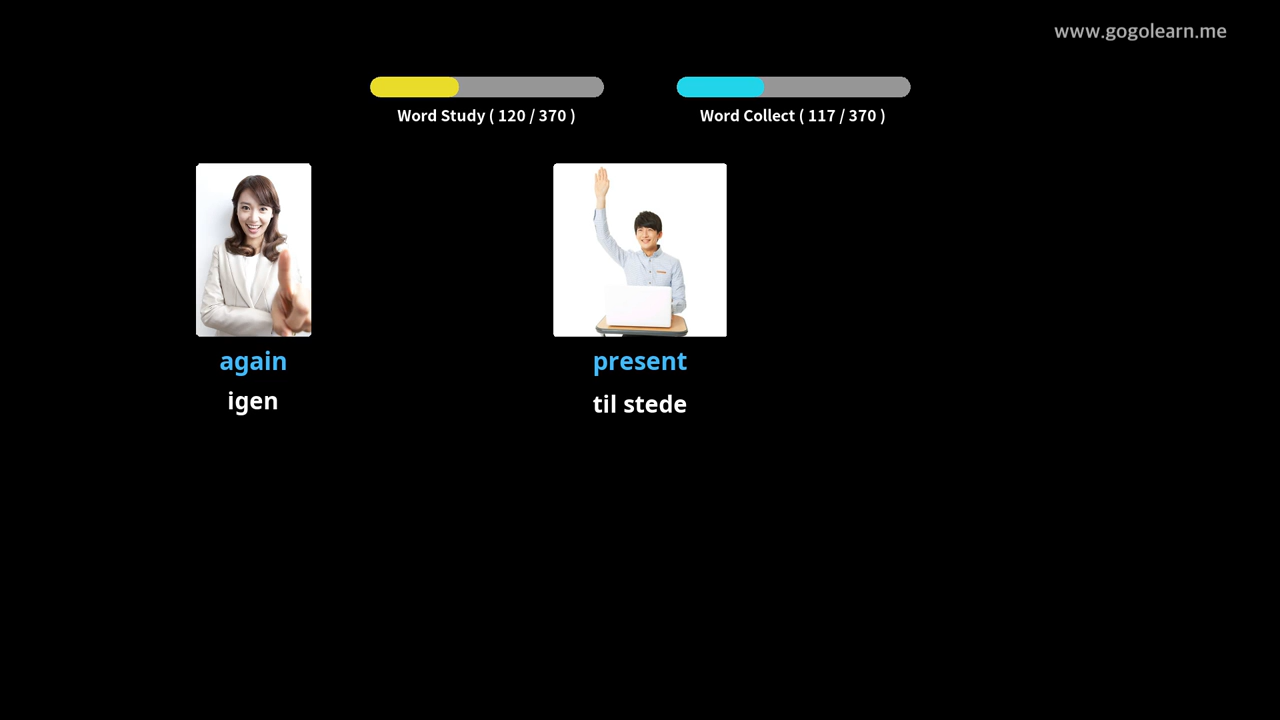 www.gogolearn.me
Word Study ( 120 / 370 )
Word Collect ( 117 / 370 )
again
igen
present
til stede